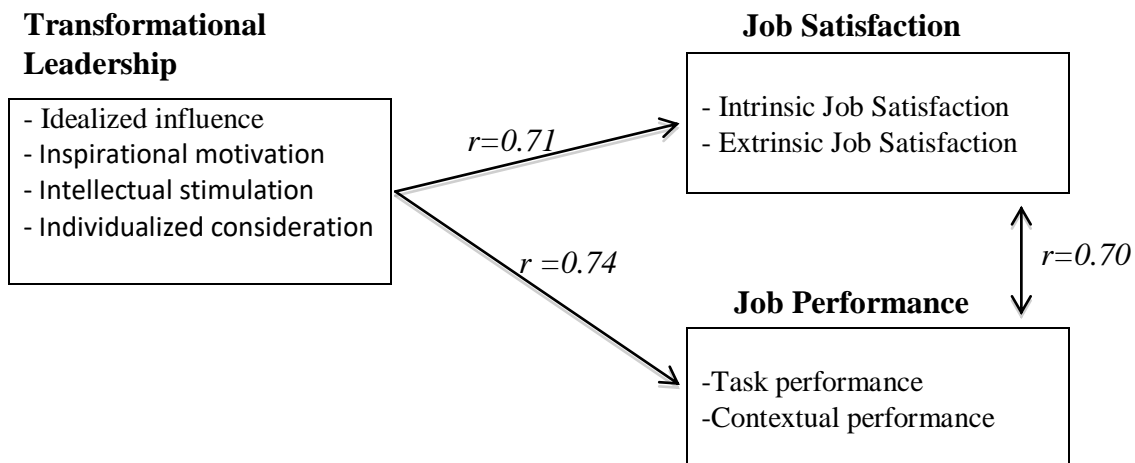 Transformational
Leadership
- Idealized influence
- Inspirational motivation
- Intellectual stimulation
- Individualized consideration
r=0.71
r =0.74
Job Satisfaction
- Intrinsic Job Satisfaction
- Extrinsic Job Satisfaction
r=0.70
Job Performance
-Task performance
-Contextual performance